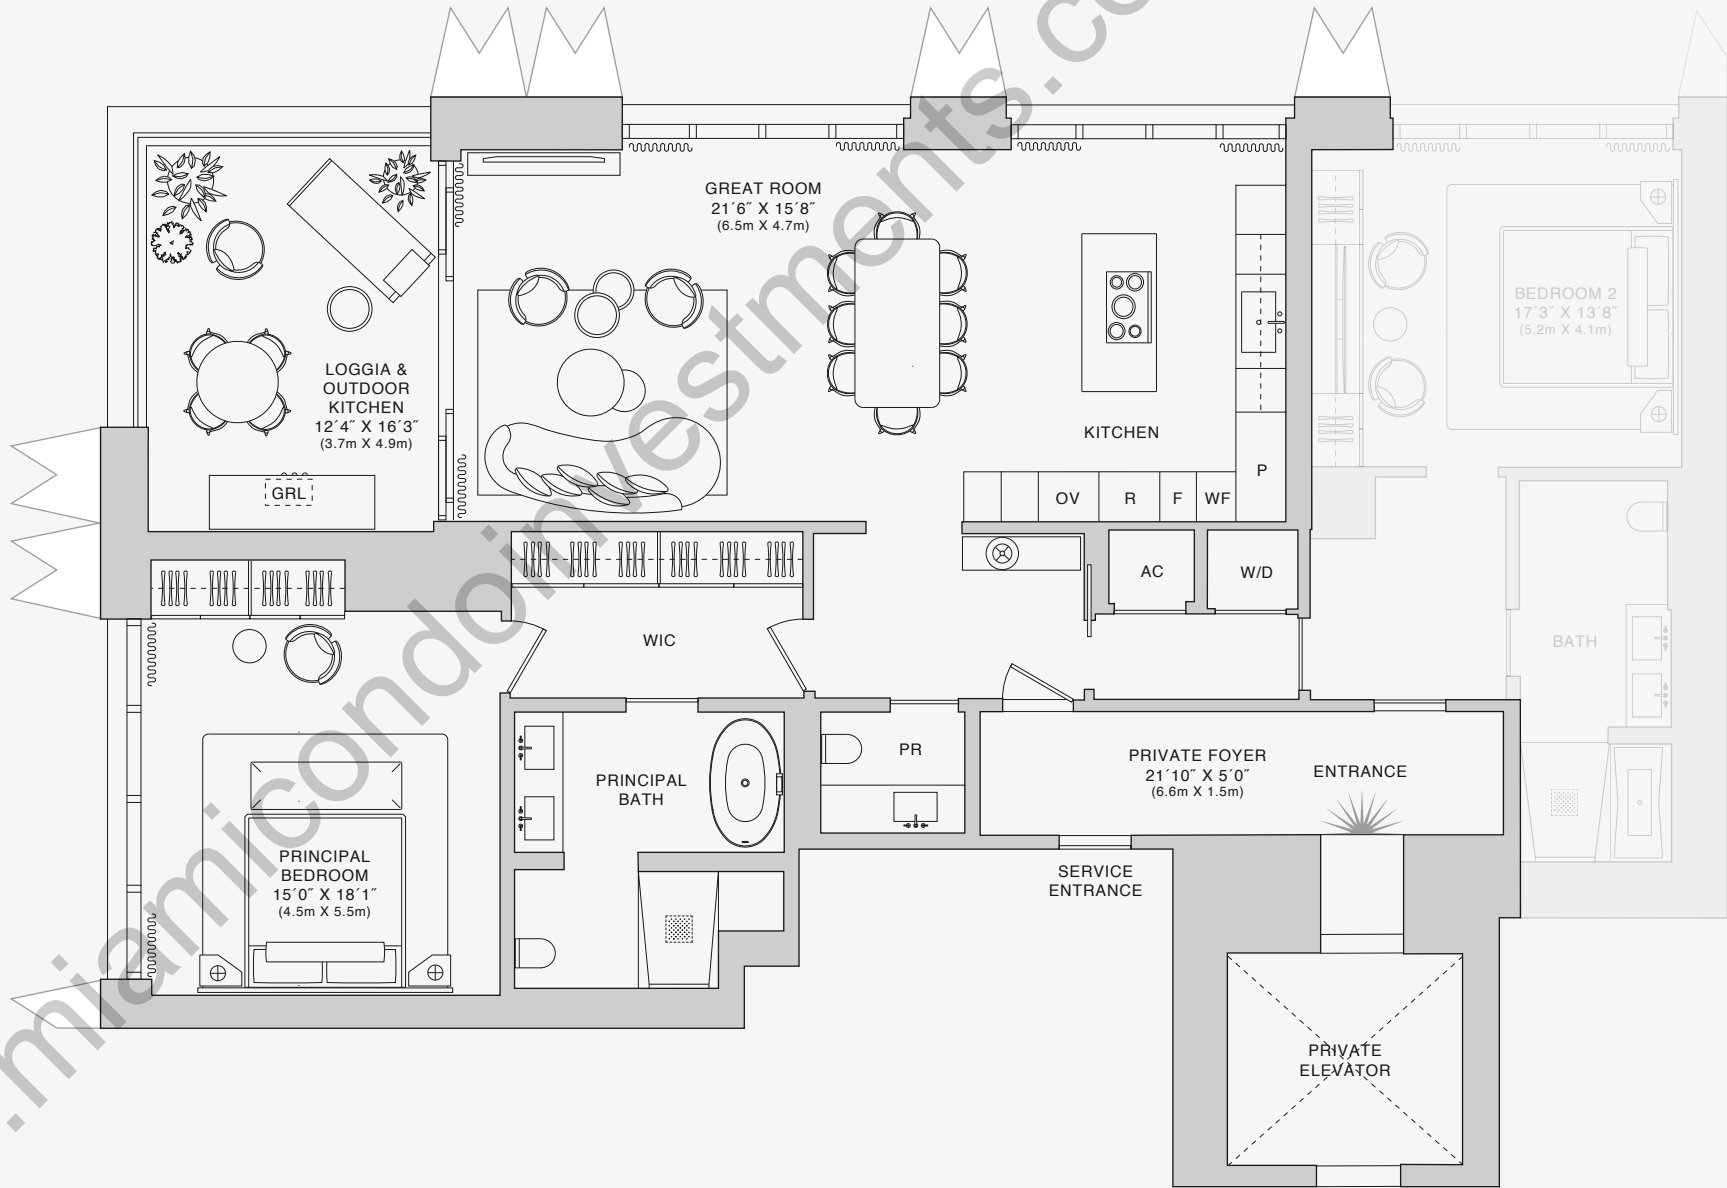 GREAT ROOM
21´6˝ X 15´8˝
(6.5m X 4.7m)
LOGGIA &
OUTDOOR
KITCHEN
12´4˝ X 16´3˝
(3.7m X 4.9m)
GRL
KITCHEN
OV
R
F
WF
P
BEDROOM 2
17´3˝ X 13´8˝
(5.2m X 4.1m)
AC
W/D
WIC
BATH
PRINCIPAL
BATH
PR
PRIVATE FOYER
21´10˝ X 5´0˝
(6.6m X 1.5m)
ENTRANCE
PRINCIPAL
BEDROOM
15´0˝ X 18´1˝
(4.5m X 5.5m)
SERVICE
ENTRANCE
PRIVATE
ELEVATOR
.miamicondoinvestments.co